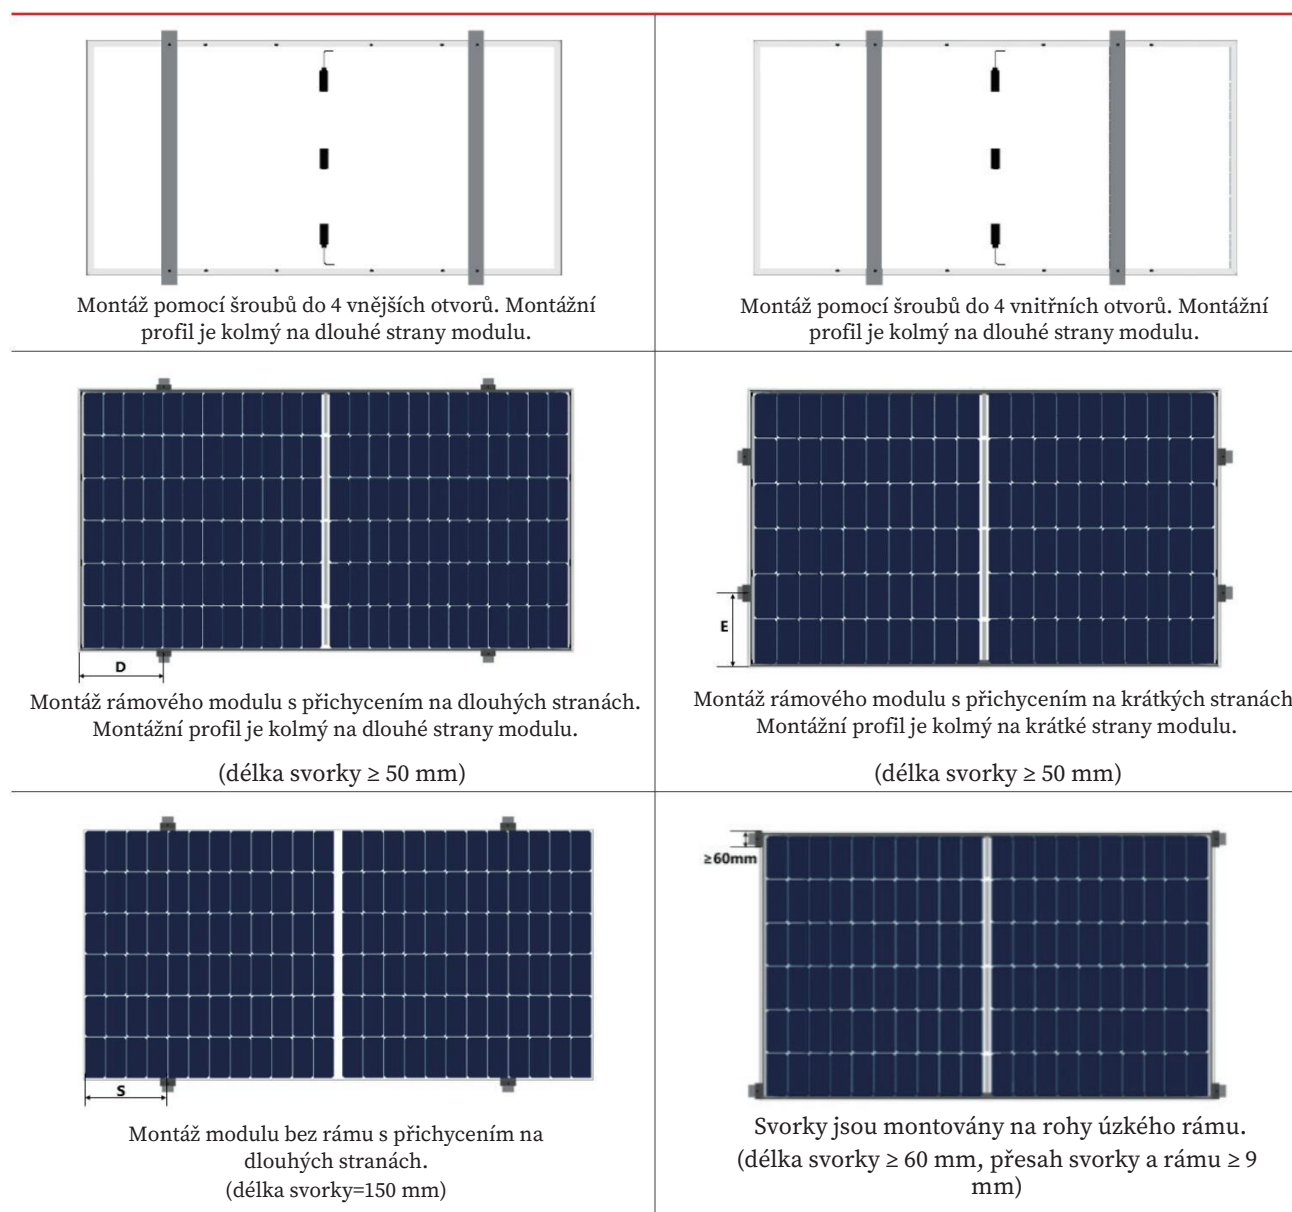 Montáž pomocí šroubů do 4 vnějších otvorů. Montážní
profil je kolmý na dlouhé strany modulu.
Montáž pomocí šroubů do 4 vnitřních otvorů. Montážní
profil je kolmý na dlouhé strany modulu.
D
Montáž rámového modulu s přichycením na dlouhých stranách.
Montážní profil je kolmý na dlouhé strany modulu.
(délka svorky ≥ 50 mm)
E
Montáž rámového modulu s přichycením na krátkých stranách
Montážní profil je kolmý na krátké strany modulu.
(délka svorky ≥ 50 mm)
S
Montáž modulu bez rámu s přichycením na
dlouhých stranách.
(délka svorky=150 mm)
≥60mm
Svorky jsou montovány na rohy úzkého rámu.
(délka svorky ≥ 60 mm, přesah svorky a rámu ≥ 9
mm)